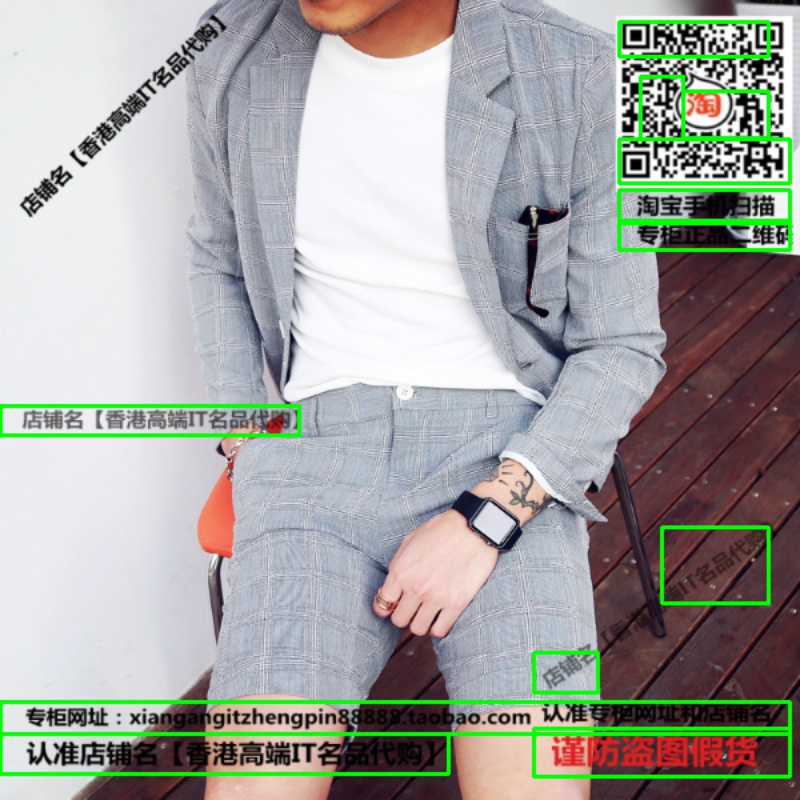 店铺名【香港高端IT名品代购】
淘
淘宝手机扫描
专柜正品二维码
店铺名【香港高端IT名品代购】
店铺名【香港高端IT名品代购】
专柜网址：xiangangitzhengpin88888.taobao.com
认准专柜网址和店铺名
认准店铺名【香港高端IT名品代购】
谨防盗图假货